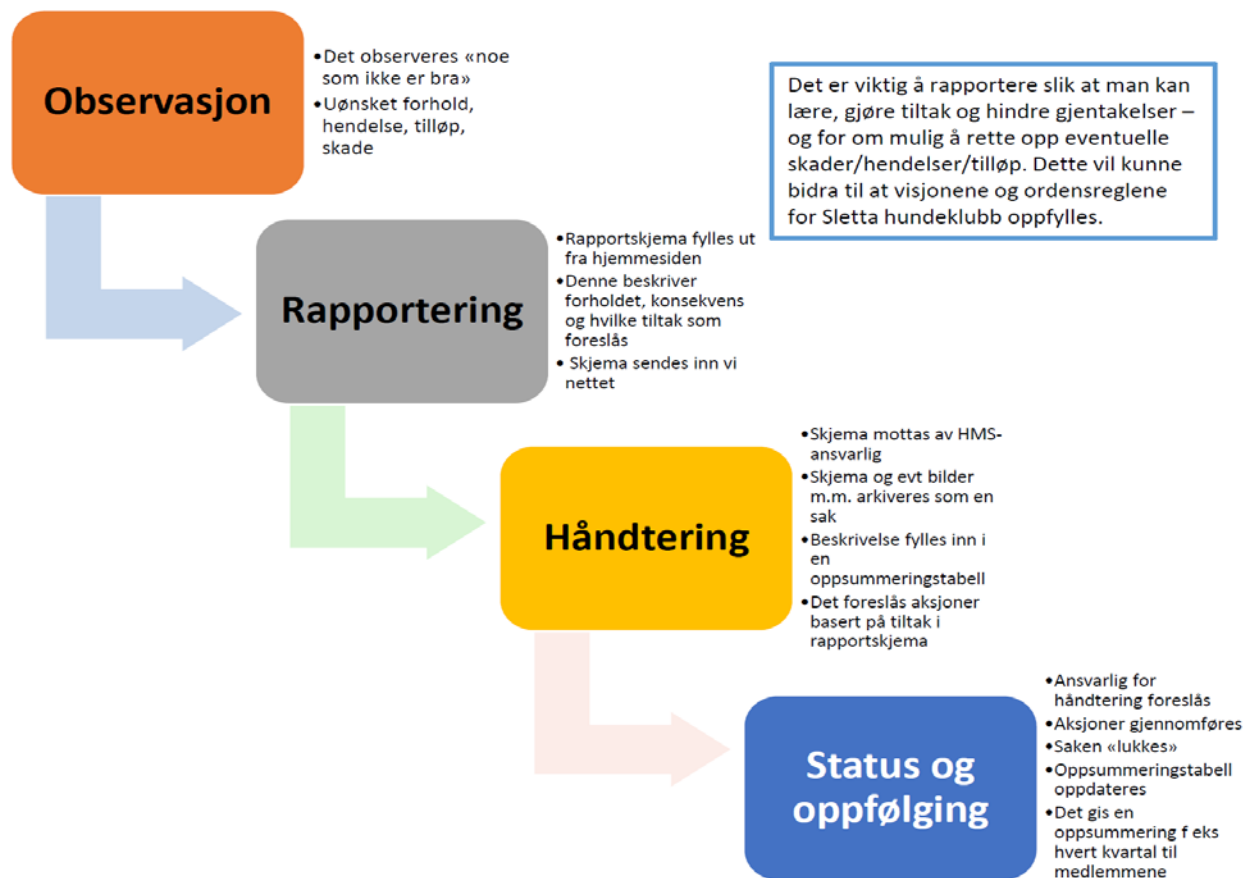 Observasjon
•Det observeres «noe
som ikke er bra»
•Uønsket forhold,
hendelse, tilløp,
skade
Det er viktig å rapportere slik at man kan
lære, gjøre tiltak og hindre gjentakelser –
og for om mulig å rette opp eventuelle
skader/hendelser/tilløp. Dette vil kunne
bidra til at visjonene og ordensreglene
for Sletta hundeklubb oppfylles.
Rapportering
•Rapportskjema fylles ut
fra hjemmesiden
•Denne beskriver
forholdet, konsekvens
og hvilke tiltak som
foreslås
• Skjema sendes inn vi
nettet
Håndtering
•Skjema mottas av HMS-
ansvarlig
•Skjema og evt bilder
m.m. arkiveres som en
sak
•Beskrivelse fylles inn i
en
oppsummeringstabell
•Det foreslås aksjoner
basert på tiltak i
rapportskjema
Status og
oppfølging
•Ansvarlig for
håndtering foreslås
•Aksjoner gjennomføres
•Saken «lukkes»
•Oppsummeringstabell
oppdateres
•Det gis en
oppsummering f eks
hvert kvartal til
medlemmene